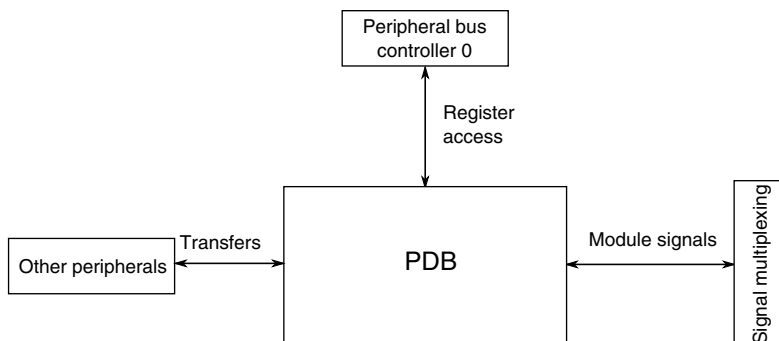 Peripheral bus
controller 0
Register
access
Transfers
Other peripherals
PDB
Module signals
Signal multiplexing